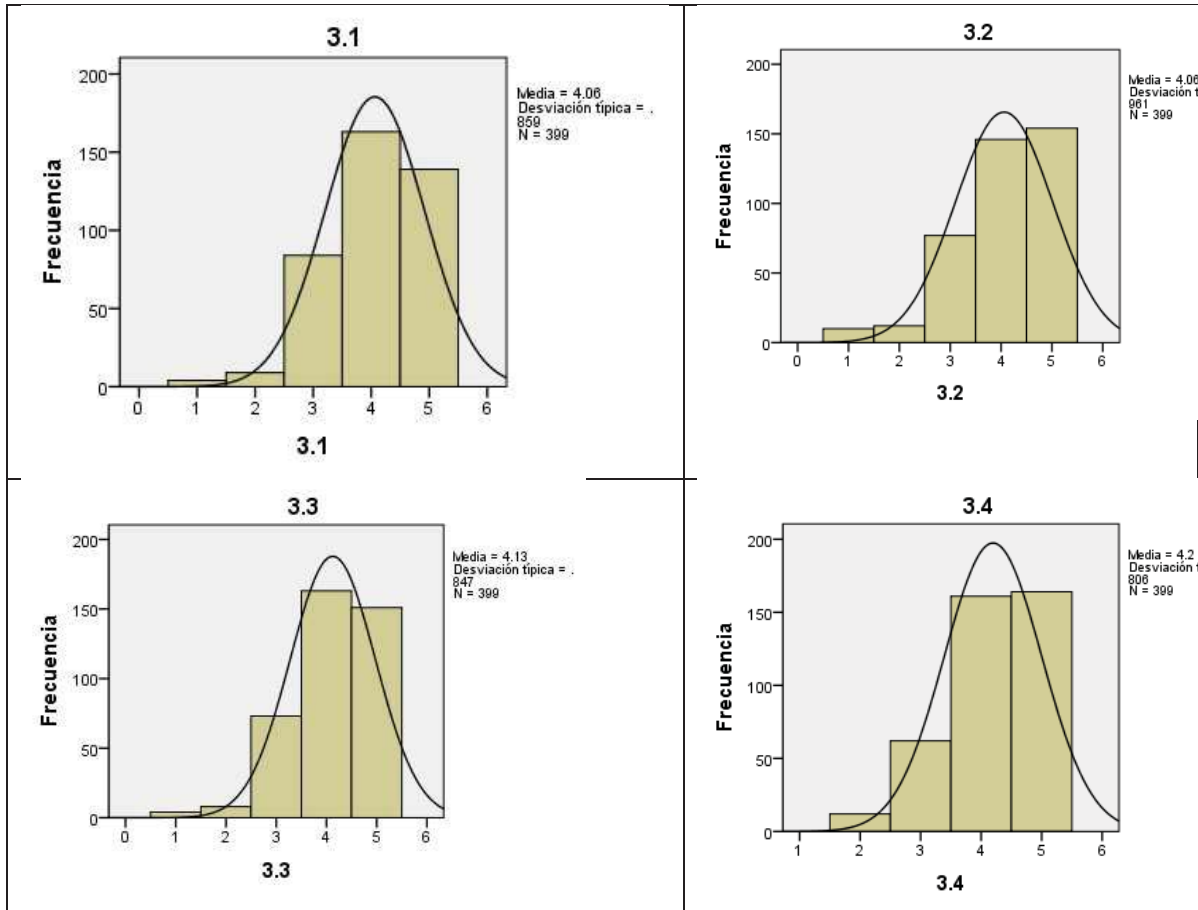 3.1
Media = 4.06
Desviación típica = .
859
N = 399
200
150
100
50
0
Frecuencia
0 1 2 3 4 5 6
3.1
3.2
Media = 4.06
Desviación t
961
N = 399
200
150
100
50
0
Frecuencia
0 1 2 3 4 5 6
3.2
3.3
Media = 4.13
Desviación típica = .
847
N = 399
200
150
100
50
0
Frecuencia
0 1 2 3 4 5 6
3.3
3.4
Media = 4.2
Desviación t
806
N = 399
200
150
100
50
0
Frecuencia
1 2 3 4 5 6
3.4